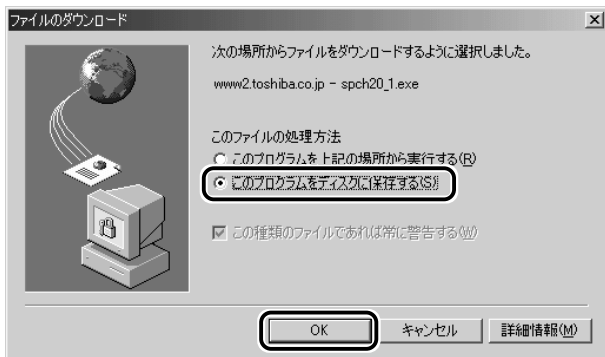 ファイルのダウンロード
次の場所からファイルをダウンロードするように選択しました。
www2.toshiba.co.jp - spch20_1.exe
このファイルの処理方法
このプログラムを上記の場所から実行する(R)
このプログラムをディスクに保存する(S)
この種類のファイルであれば常に警告する(W)
OK キャンセル 詳細情報(M)